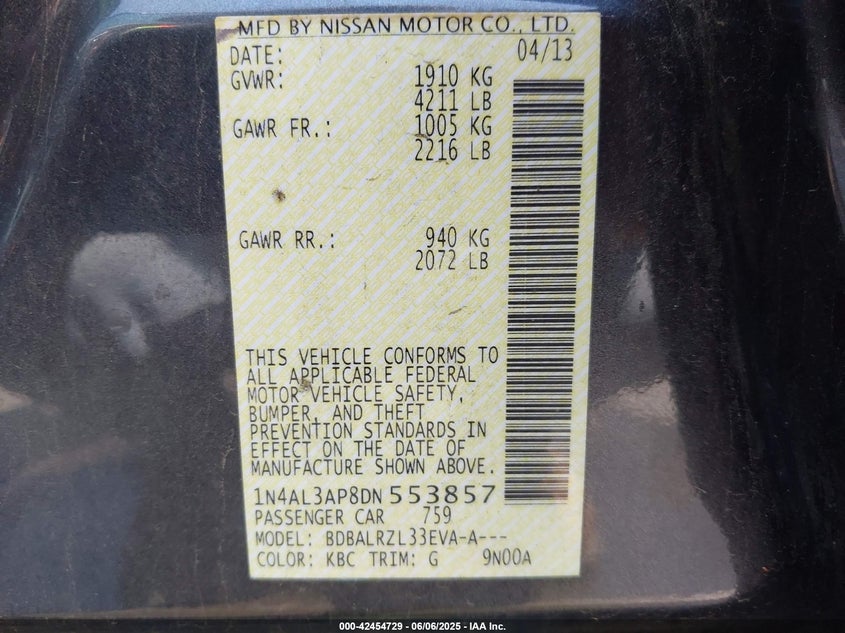 MFD BY NISSAN MOTOR CO., LTD.
DATE: 04/13
GVWR: 1910 KG
4211 LB
GAWR FR.: 1005 KG
2216 LB
GAWR RR.: 940 KG
2072 LB
THIS VEHICLE CONFORMS TO
ALL APPLICABLE FEDERAL
MOTOR VEHICLE SAFETY,
BUMPER, AND THEFT
PREVENTION STANDARDS IN
EFFECT ON THE DATE OF
MANUFACTURE SHOWN ABOVE.
1N4AL3AP8DN 553857
PASSENGER CAR 759
MODEL: BDBALRZL33EVA-A---
COLOR: KBC TRIM: G 9N00A
000-42454729 - 06/06/2025 - IAA Inc.